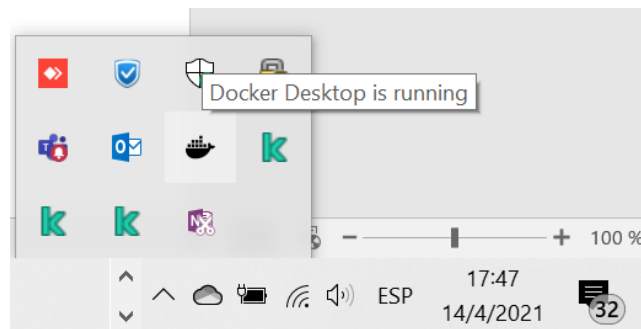 Docker Desktop is running
100 %
ESP
17:47
14/4/2021
32